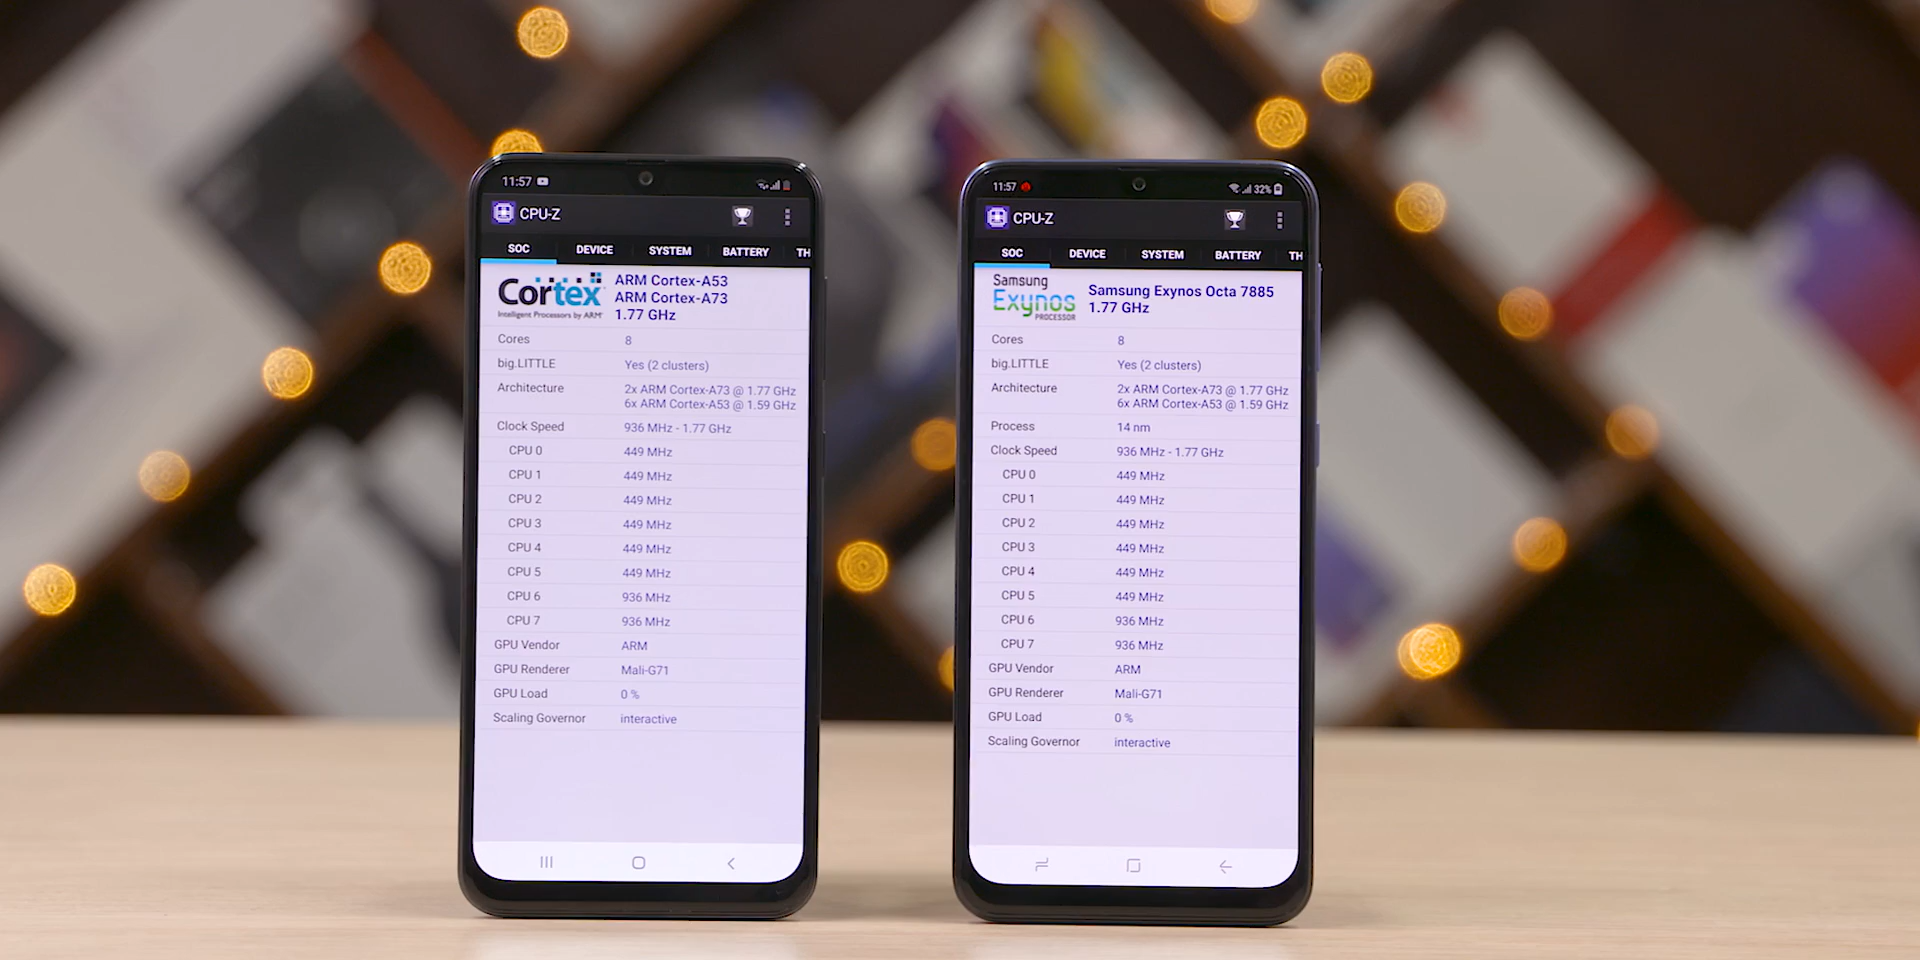 11:57
CPU-Z
SOC DEVICE SYSTEM BATTERY TH
Cortex
Intelligent Processors by ARM
ARM Cortex-A53
ARM Cortex-A73
1.77 GHz
Cores 8
big.LITTLE Yes (2 clusters)
Architecture 2x ARM Cortex-A73 @ 1.77 GHz
6x ARM Cortex-A53 @ 1.59 GHz
Clock Speed 936 MHz - 1.77 GHz
CPU 0 449 MHz
CPU 1 449 MHz
CPU 2 449 MHz
CPU 3 449 MHz
CPU 4 449 MHz
CPU 5 449 MHz
CPU 6 936 MHz
CPU 7 936 MHz
GPU Vendor ARM
GPU Renderer Mali-G71
GPU Load 0 %
Scaling Governor interactive
11:57 32%
CPU-Z
SOC DEVICE SYSTEM BATTERY TH
Samsung
Exynos
PROCESSOR
Samsung Exynos Octa 7885
1.77 GHz
Cores 8
big.LITTLE Yes (2 clusters)
Architecture 2x ARM Cortex-A73 @ 1.77 GHz
6x ARM Cortex-A53 @ 1.59 GHz
Process 14 nm
Clock Speed 936 MHz - 1.77 GHz
CPU 0 449 MHz
CPU 1 449 MHz
CPU 2 449 MHz
CPU 3 449 MHz
CPU 4 449 MHz
CPU 5 449 MHz
CPU 6 936 MHz
CPU 7 936 MHz
GPU Vendor ARM
GPU Renderer Mali-G71
GPU Load 0 %
Scaling Governor interactive